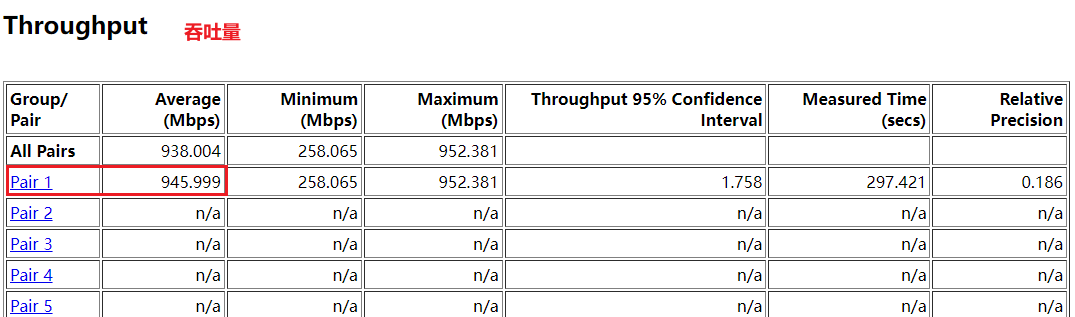 Throughput 吞吐量
Group/ Pair Average (Mbps) Minimum (Mbps) Maximum (Mbps) Throughput 95% Confidence Interval Measured Time (secs) Relative Precision
All Pairs 938.004 258.065 952.381
Pair 1 945.999 258.065 952.381 1.758 297.421 0.186
Pair 2 n/a n/a n/a n/a n/a n/a
Pair 3 n/a n/a n/a n/a n/a n/a
Pair 4 n/a n/a n/a n/a n/a n/a
Pair 5 n/a n/a n/a n/a n/a n/a